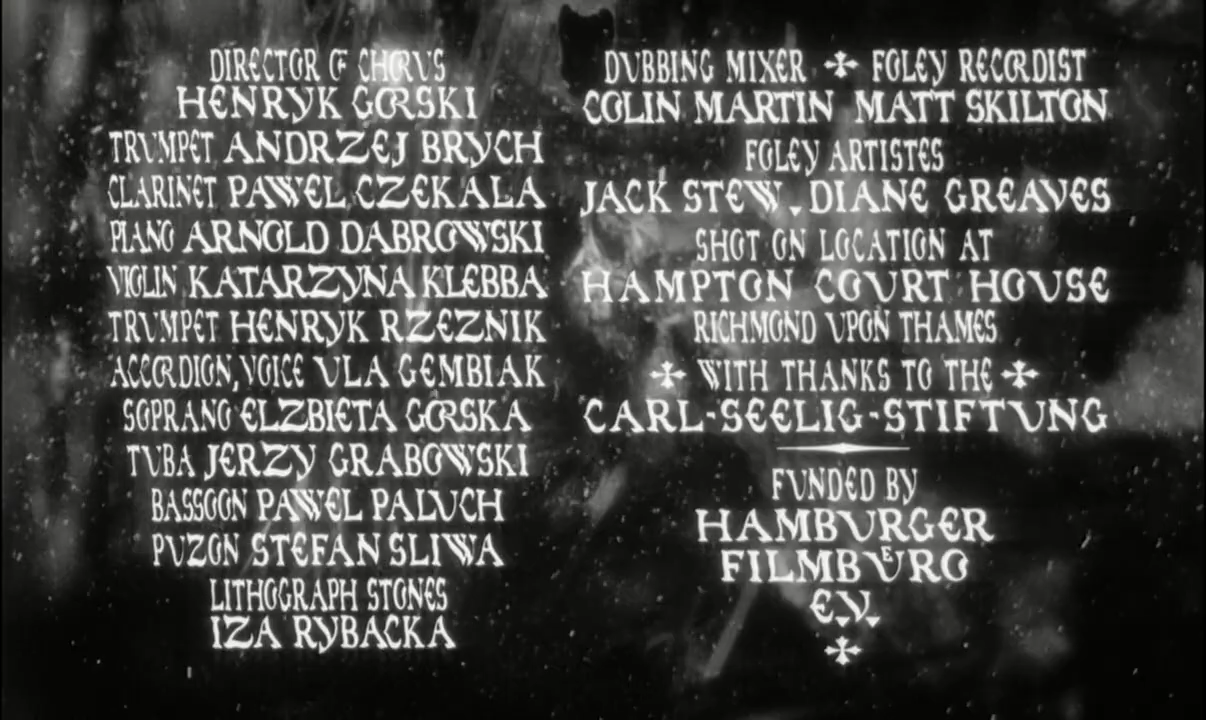 DIRECTOR OF CHORUS
HENRYK GORSKI
TRUMPET ANDRZEJ BRYCH
CLARINET PAWEL CZEKALA
PIANO ARNOLD DABROWSKI
VIOLIN KATARZYNA KLEBBA
TRUMPET HENRYK RZEZNIK
ACCORDION, VOICE ULA GEMBIAK
SOPRANO ELZBIETA GORSKA
TUBA JERZY GRABOWSKI
BASSOON PAWEL PALUCH
PUZON STEFAN SLIWA
LITHOGRAPH STONES
IZA RYBACKA
DUBBING MIXER ✣ FOLEY RECORDIST
COLIN MARTIN MATT SKILTON
FOLEY ARTISTES
JACK STEW. DIANE GREAVES
SHOT ON LOCATION AT
HAMPTON COURT HOUSE
RICHMOND UPON THAMES
✣ WITH THANKS TO THE ✣
CARL-SEELIG-STIFTUNG
FUNDED BY
HAMBURGER
FILMBUERO
E.V.